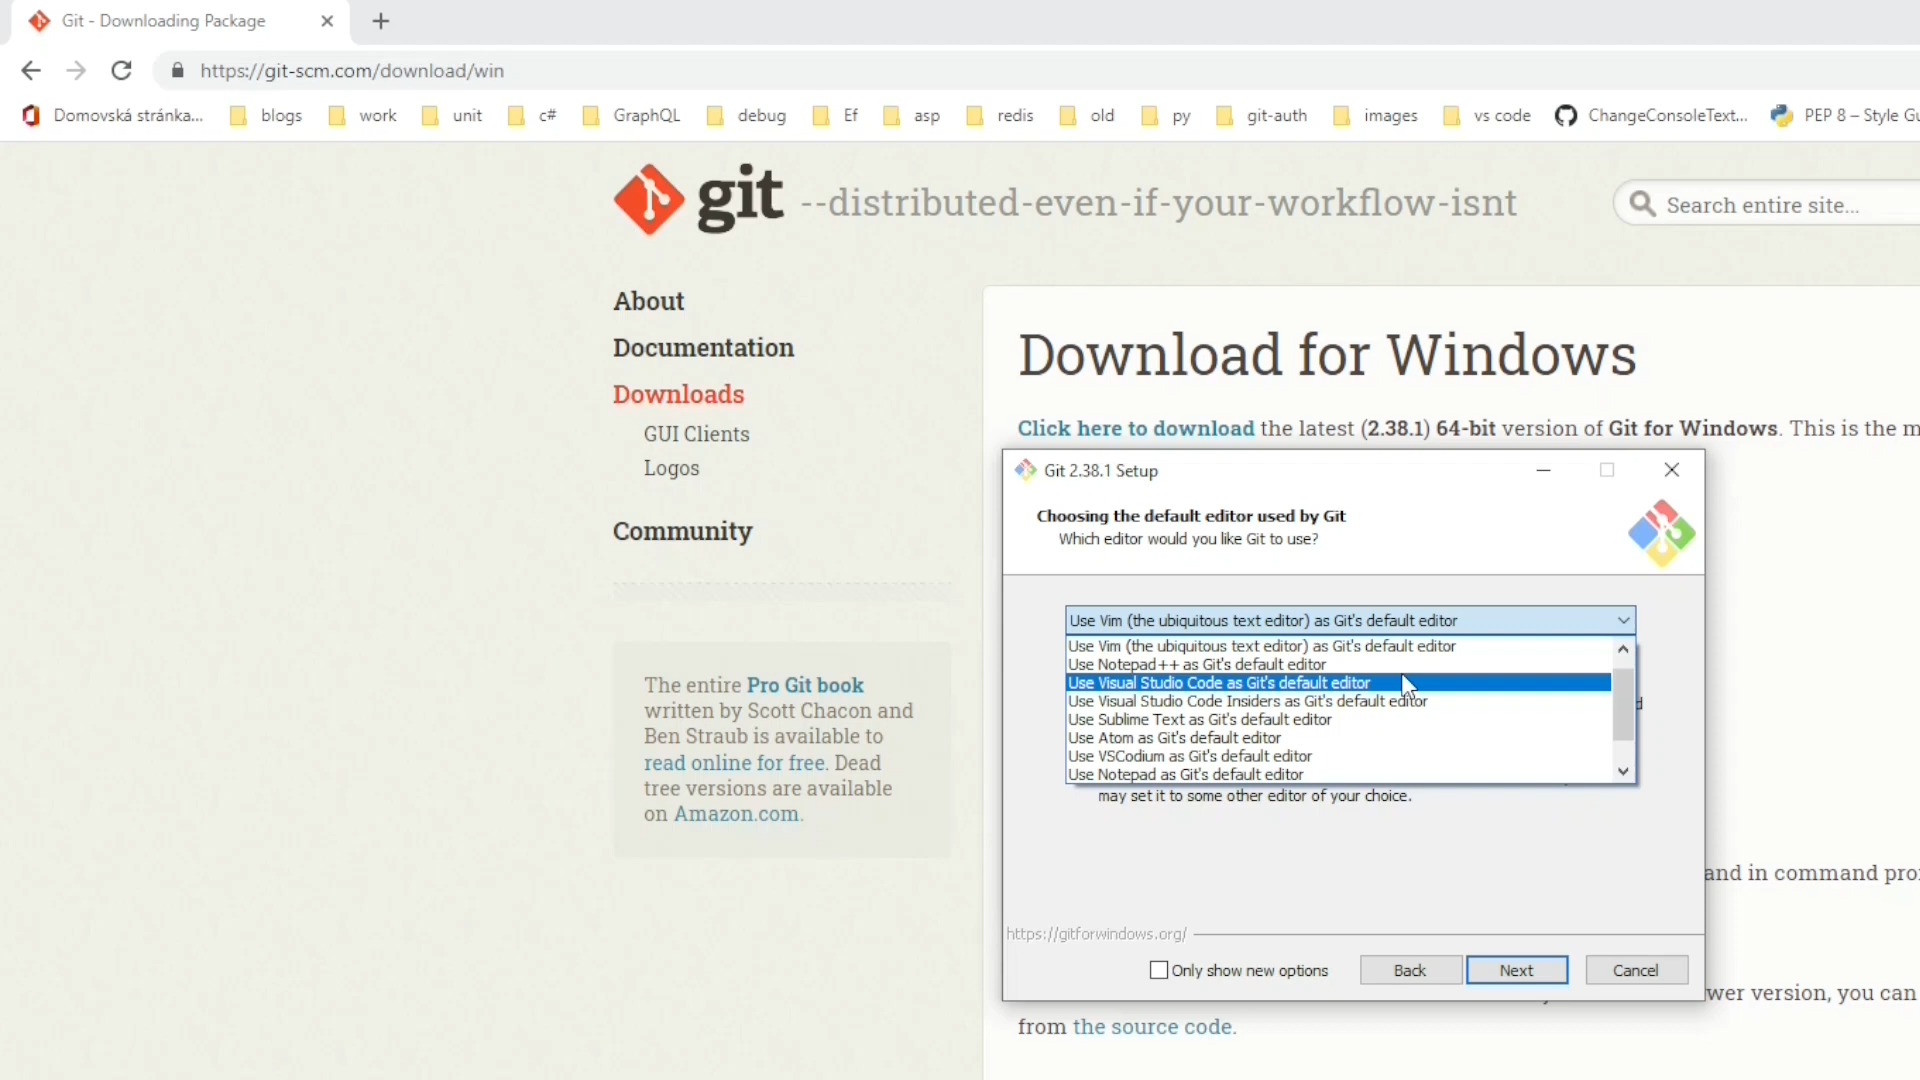 Git - Downloading Package
https://git-scm.com/download/win
Domovská stránka... blogs work unit c# GraphQL debug Ef asp redis old py git-auth images vs code ChangeConsoleText... PEP 8 – Style Gu
git --distributed-even-if-your-workflow-isnt
Search entire site...
About
Documentation
Downloads
GUI Clients
Logos
Community
The entire Pro Git book
written by Scott Chacon and
Ben Straub is available to
read online for free. Dead
tree versions are available
on Amazon.com.
Download for Windows
Click here to download the latest (2.38.1) 64-bit version of Git for Windows. This is the m
Git 2.38.1 Setup
Choosing the default editor used by Git
Which editor would you like Git to use?
Use Vim (the ubiquitous text editor) as Git's default editor
Use Vim (the ubiquitous text editor) as Git's default editor
Use Notepad++ as Git's default editor
Use Visual Studio Code as Git's default editor
Use Visual Studio Code Insiders as Git's default editor
Use Sublime Text as Git's default editor
Use Atom as Git's default editor
Use VSCodium as Git's default editor
Use Notepad as Git's default editor
may set it to some other editor of your choice.
https://gitforwindows.org/
Only show new options
Back
Next
Cancel
and in command pro
wer version, you can
from the source code.